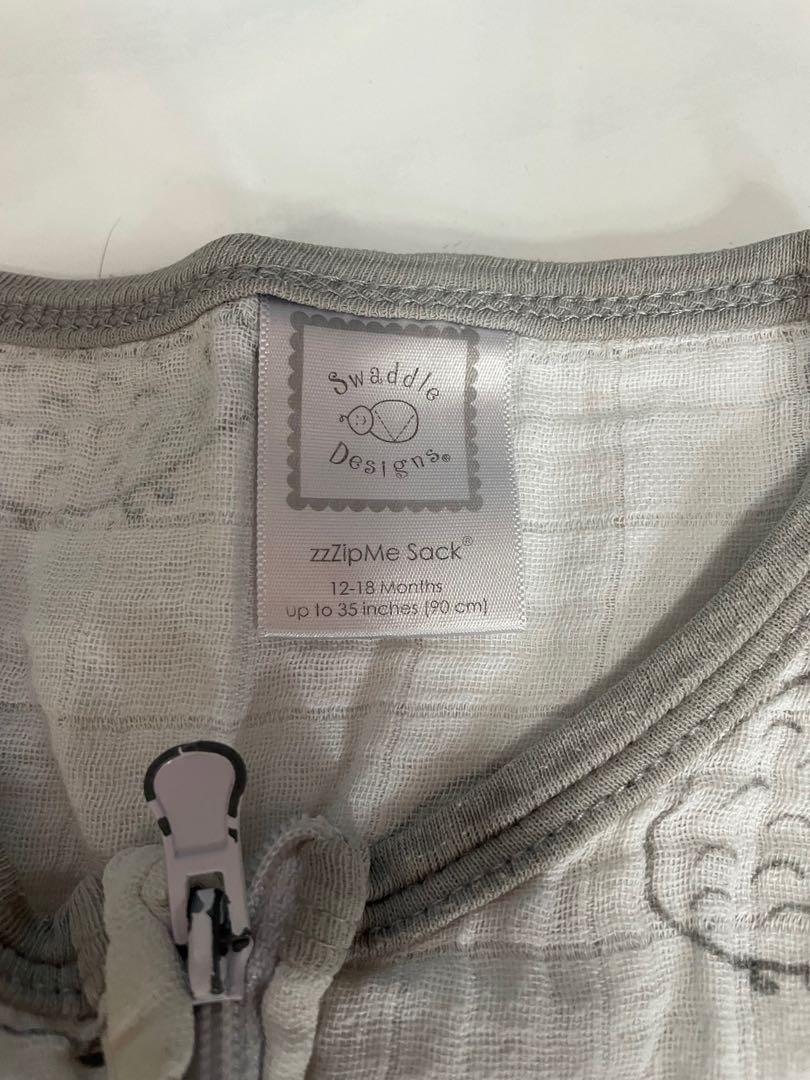 Swaddle
Designs®
zzZipMe Sack®
12-18 Months
up to 35 inches (90 cm)